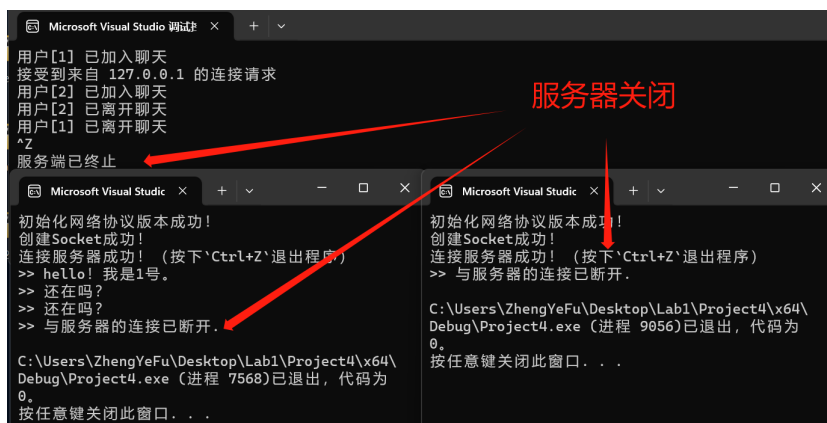 Microsoft Visual Studio 调试
用户[1] 已加入聊天
接受到来自 127.0.0.1 的连接请求
用户[2] 已加入聊天
用户[2] 已离开聊天
用户[1] 已离开聊天
^Z
服务端已终止
服务器关闭
Microsoft Visual Studic
初始化网络协议版本成功!
创建Socket成功!
连接服务器成功! (按下`Ctrl+Z`退出程序)
>> hello! 我是1号。
>> 还在吗?
>> 还在吗?
>> 与服务器的连接已断开.
C:\Users\ZhengYeFu\Desktop\Lab1\Project4\x64\
Debug\Project4.exe (进程 7568)已退出, 代码为
0。
按任意键关闭此窗口. . .
Microsoft Visual Studic
初始化网络协议版本成功!
创建Socket成功!
连接服务器成功! (按下`Ctrl+Z`退出程序)
>> 与服务器的连接已断开.
C:\Users\ZhengYeFu\Desktop\Lab1\Project4\x64\
Debug\Project4.exe (进程 9056)已退出, 代码为
0。
按任意键关闭此窗口. . .